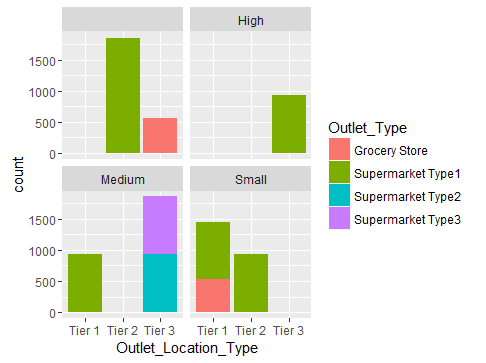 High
1500
1000
500
0
Medium
Small
1500
1000
500
0
Tier 1 Tier 2 Tier 3 Tier 1 Tier 2 Tier 3
Outlet_Location_Type
count
Outlet_Type
Grocery Store
Supermarket Type1
Supermarket Type2
Supermarket Type3